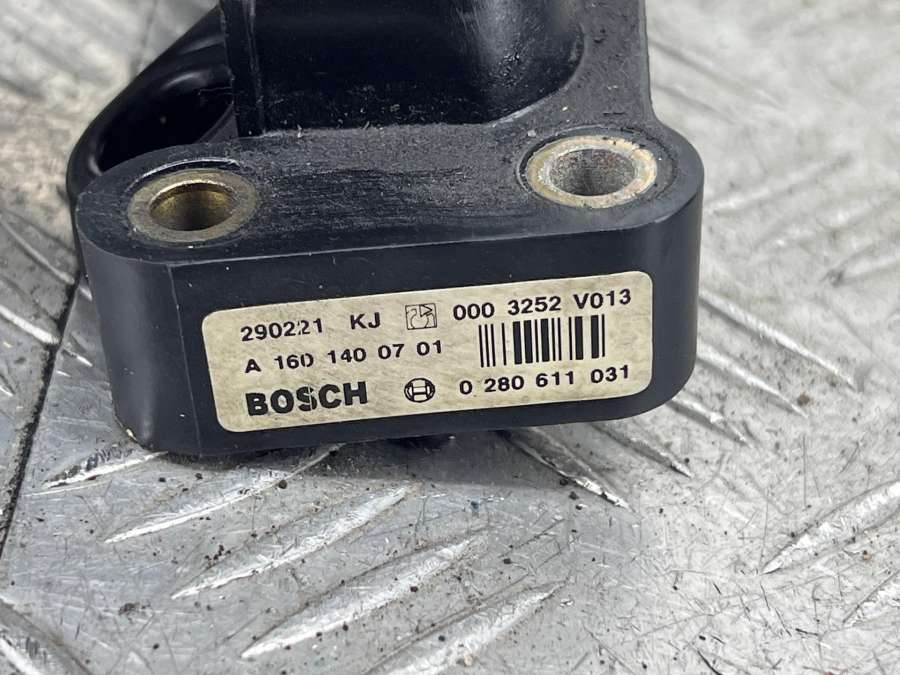 290221 KJ 000 3252 V013
A 160 140 07 01
BOSCH 0 280 611 031